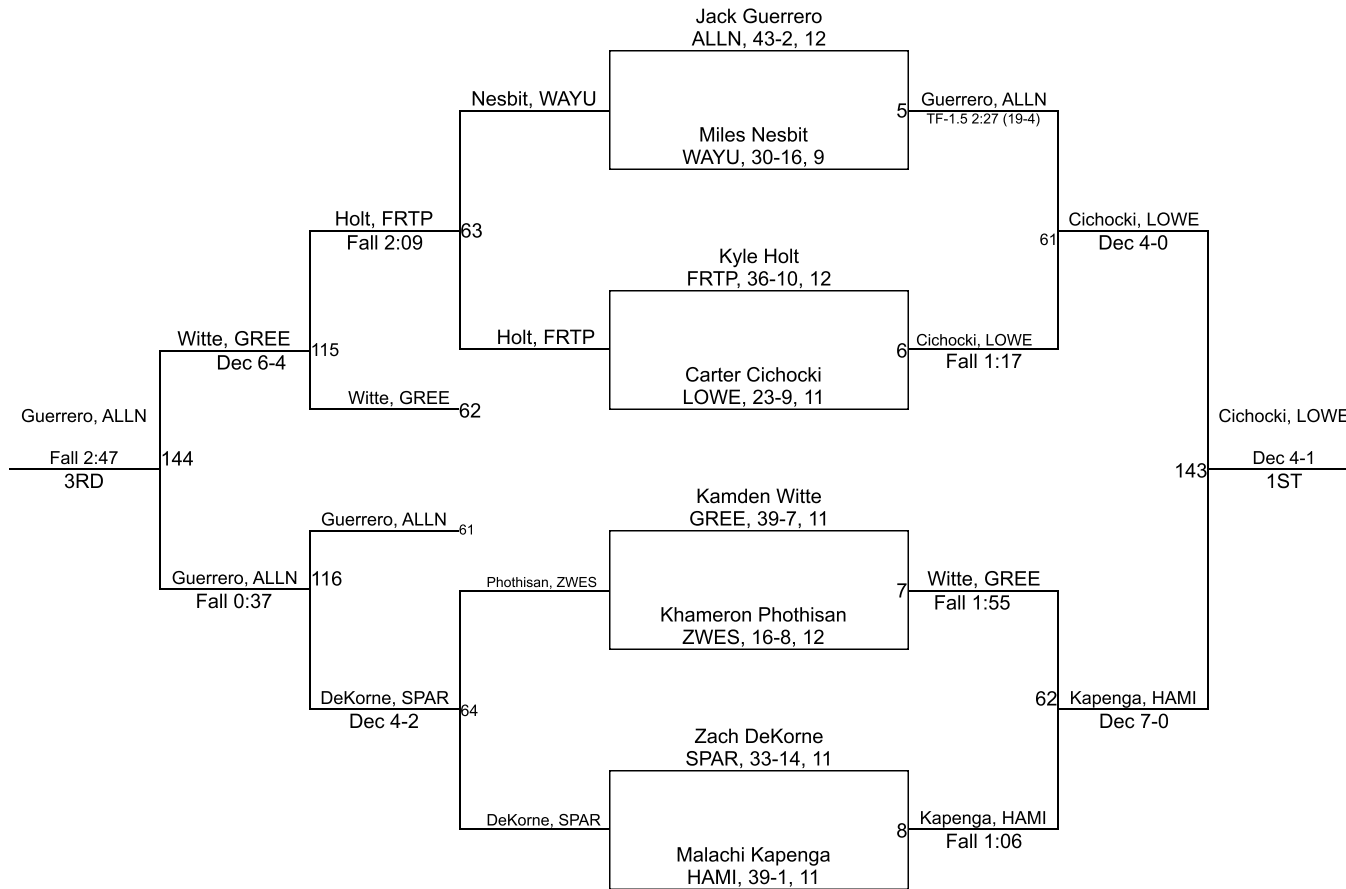 Jack Guerrero
ALLN, 43-2, 12
Nesbit, WAYU
5
Guerrero, ALLN
TF-1.5 2:27 (19-4)
Miles Nesbit
WAYU, 30-16, 9
Holt, FRTP
Fall 2:09
63
61
Cichocki, LOWE
Dec 4-0
Kyle Holt
FRTP, 36-10, 12
Witte, GREE
Dec 6-4
115
Holt, FRTP
6
Cichocki, LOWE
Fall 1:17
Carter Cichocki
LOWE, 23-9, 11
Witte, GREE
62
Guerrero, ALLN
Fall 2:47
3RD
144
143
Cichocki, LOWE
Dec 4-1
1ST
Kamden Witte
GREE, 39-7, 11
Guerrero, ALLN
61
Guerrero, ALLN
Fall 0:37
116
Phothisan, ZWES
7
Witte, GREE
Fall 1:55
Khameron Phothisan
ZWES, 16-8, 12
DeKorne, SPAR
Dec 4-2
64
62
Kapenga, HAMI
Dec 7-0
Zach DeKorne
SPAR, 33-14, 11
DeKorne, SPAR
8
Kapenga, HAMI
Fall 1:06
Malachi Kapenga
HAMI, 39-1, 11